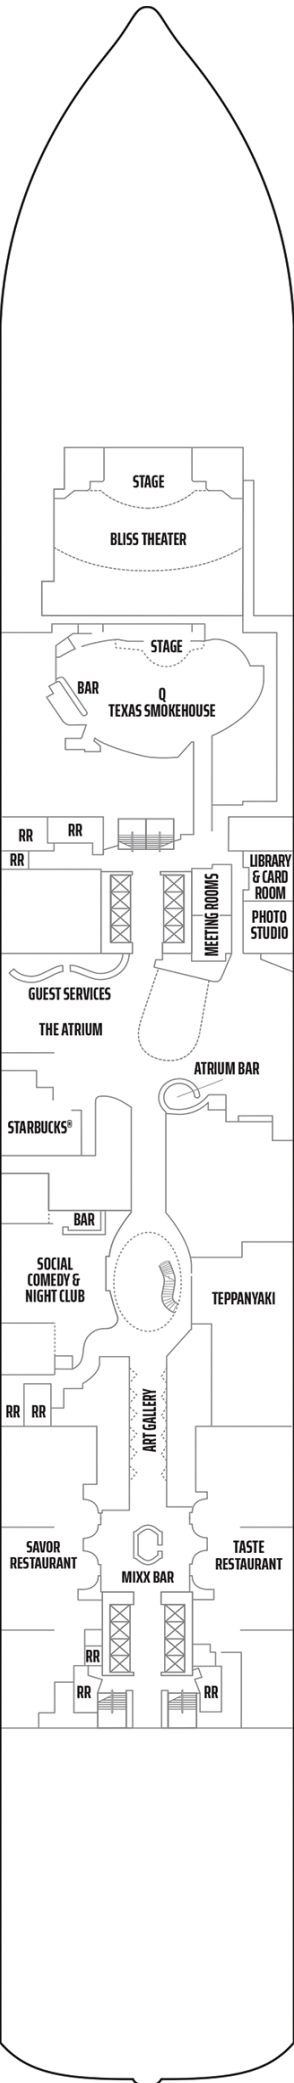 STAGE
BLISS THEATER
STAGE
BAR
Q
TEXAS SMOKEHOUSE
RR
RR
RR
LIBRARY
& CARD
ROOM
MEETING ROOMS
PHOTO
STUDIO
GUEST SERVICES
THE ATRIUM
ATRIUM BAR
STARBUCKS®
BAR
SOCIAL
COMEDY &
NIGHT CLUB
TEPPANYAKI
RR
RR
ART GALLERY
SAVOR
RESTAURANT
TASTE
RESTAURANT
MIXX BAR
RR
RR
RR